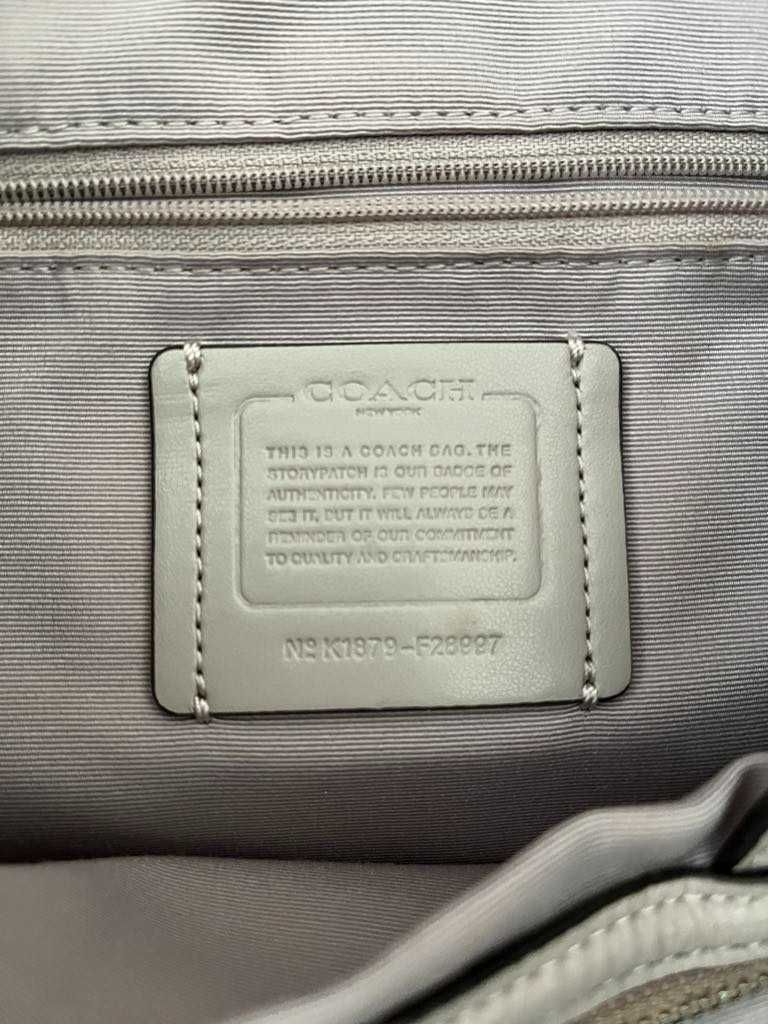 COACH
NEW YORK
THIS IS A COACH BAG. THE
STORYPATCH IS OUR BADGE OF
AUTHENTICITY. FEW PEOPLE MAY
SEE IT, BUT IT WILL ALWAYS BE A
REMINDER OF OUR COMMITMENT
TO QUALITY AND CRAFTSMANSHIP.
Nº K1879-F28997